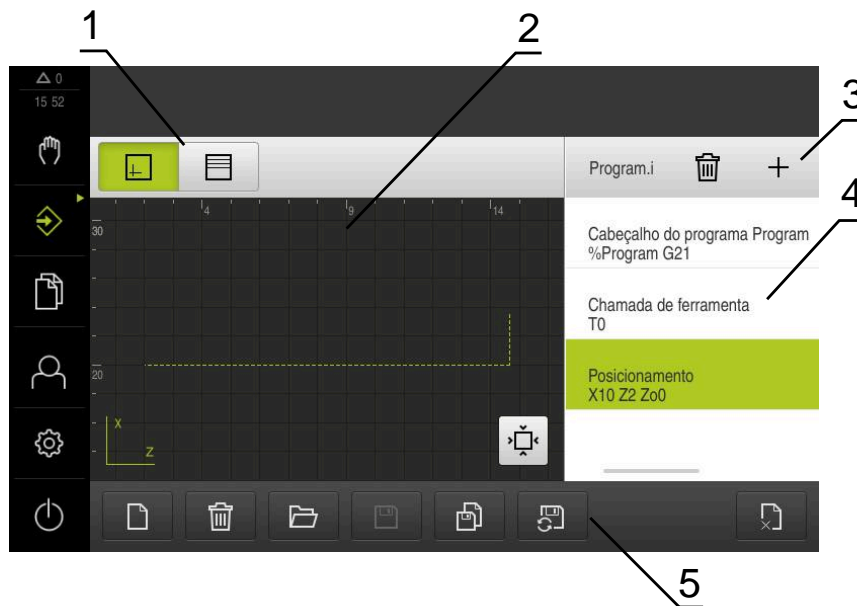 1
2
3
4
5
0
15 52
Program.i
4
9
14
30
20
X
Z
Cabeçalho do programa Program
%Program G21
Chamada de ferramenta
T0
Posicionamento
X10 Z2 Zo0